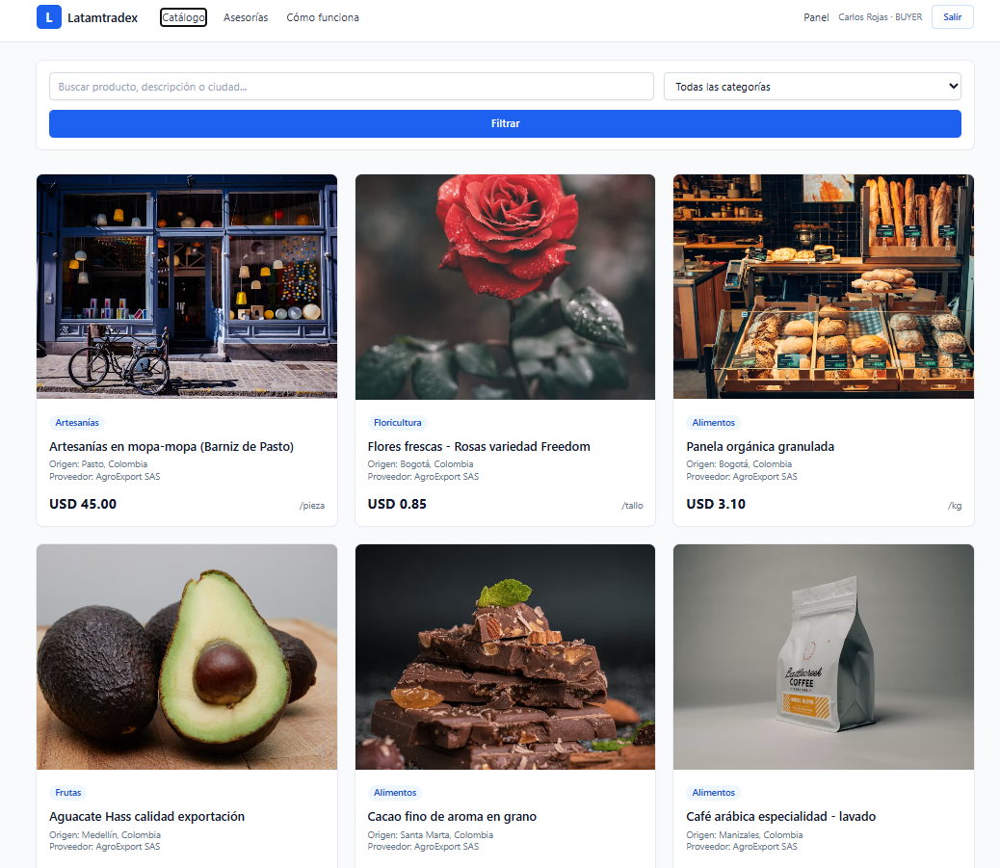 L Latamtradex Catálogo Asesorías Cómo funciona Panel Carlos Rojas · BUYER Salir
Buscar producto, descripción o ciudad... Todas las categorías
Filtrar
Artesanías
Artesanías en mopa-mopa (Barniz de Pasto)
Origen: Pasto, Colombia
Proveedor: AgroExport SAS
USD 45.00 /pieza
Floricultura
Flores frescas - Rosas variedad Freedom
Origen: Bogotá, Colombia
Proveedor: AgroExport SAS
USD 0.85 /tallo
Alimentos
Panela orgánica granulada
Origen: Bogotá, Colombia
Proveedor: AgroExport SAS
USD 3.10 /kg
Frutas
Aguacate Hass calidad exportación
Origen: Medellín, Colombia
Proveedor: AgroExport SAS
Alimentos
Cacao fino de aroma en grano
Origen: Santa Marta, Colombia
Proveedor: AgroExport SAS
COFFEE
Alimentos
Café arábica especialidad - lavado
Origen: Manizales, Colombia
Proveedor: AgroExport SAS